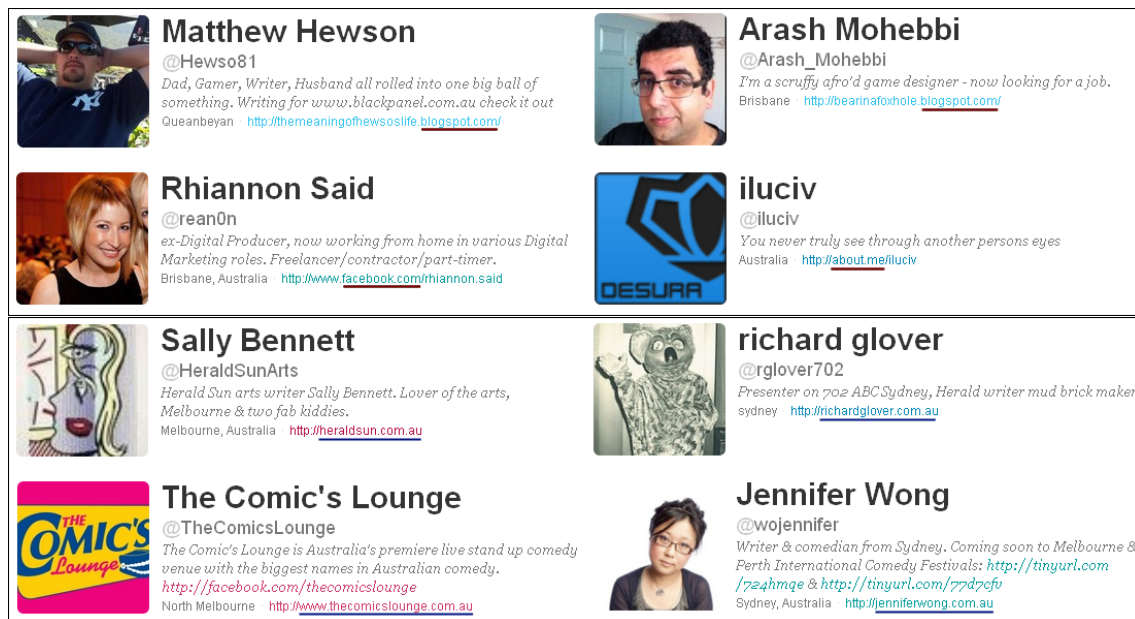 Matthew Hewson
@Hewso81
Dad, Gamer, Writer, Husband all rolled into one big ball of
something. Writing for www.blackpanel.com.au check it out
Queanbeyan · http://themeaningofhewsoslife.blogspot.com/
Arash Mohebbi
@Arash_Mohebbi
I'm a scruffy afro'd game designer - now looking for a job.
Brisbane · http://bearinafoxhole.blogspot.com/
Rhiannon Said
@rean0n
ex-Digital Producer, now working from home in various Digital
Marketing roles. Freelancer/contractor/part-timer.
Brisbane, Australia · http://www.facebook.com/rhiannon.said
DESURA
iluciv
@iluciv
You never truly see through another persons eyes
Australia · http://about.me/iluciv
Sally Bennett
@HeraldSunArts
Herald Sun arts writer Sally Bennett. Lover of the arts,
Melbourne & two fab kiddies.
Melbourne, Australia · http://heraldsun.com.au
richard glover
@rglover702
Presenter on 702 ABC Sydney, Herald writer mud brick maker
sydney · http://richardglover.com.au
THE
COMIC'S
Lounge
The Comic's Lounge
@TheComicsLounge
The Comic's Lounge is Australia's premiere live stand up comedy
venue with the biggest names in Australian comedy.
http://facebook.com/thecomicslounge
North Melbourne · http://www.thecomicslounge.com.au
Jennifer Wong
@wojennifer
Writer & comedian from Sydney. Coming soon to Melbourne &
Perth International Comedy Festivals: http://tinyurl.com
/724hmqe & http://tinyurl.com/77d7cfv
Sydney, Australia · http://jenniferwong.com.au